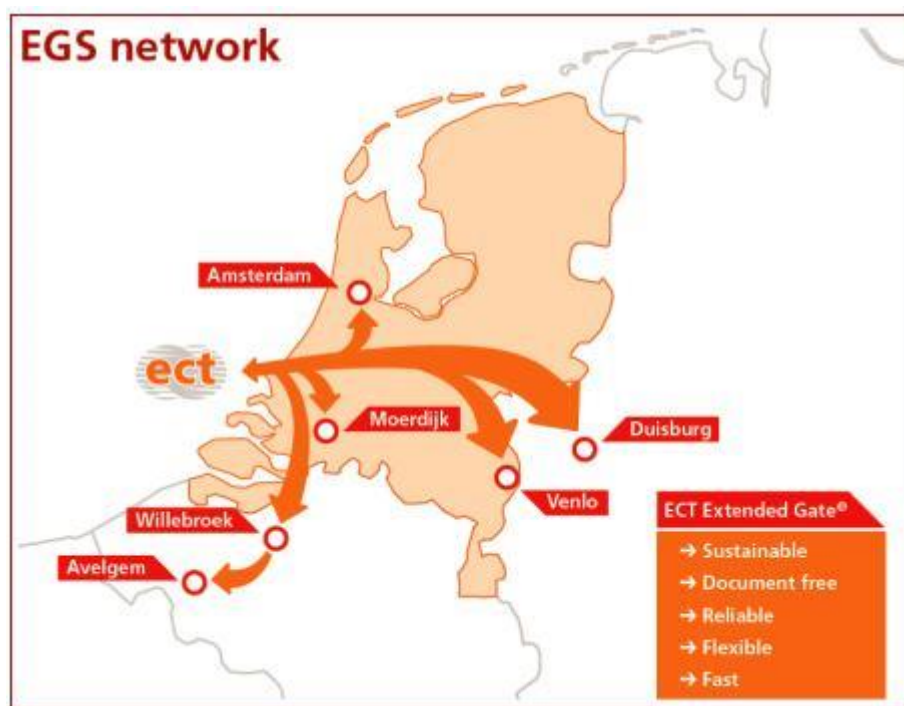 EGS network
Amsterdam
ect
Moerdijk
Duisburg
Venlo
Willebroek
Avelgem
ECT Extended Gate®
→ Sustainable
→ Document free
→ Reliable
→ Flexible
→ Fast